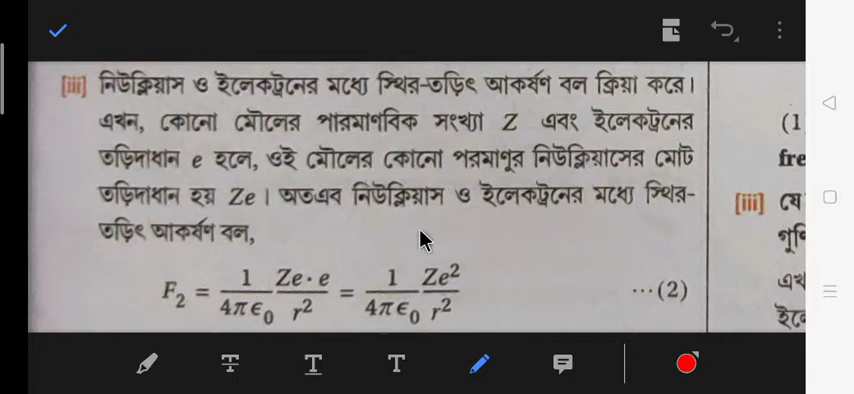 [iii] নিউক্লিয়াস ও ইলেকট্রনের মধ্যে স্থির-তড়িৎ আকর্ষণ বল ক্রিয়া করে।
এখন, কোনো মৌলের পারমাণবিক সংখ্যা Z এবং ইলেকট্রনের
তড়িদাধান e হলে, ওই মৌলের কোনো পরমাণুর নিউক্লিয়াসের মোট
তড়িদাধান হয় Ze। অতএব নিউক্লিয়াস ও ইলেকট্রনের মধ্যে স্থির-
তড়িৎ আকর্ষণ বল,
F₂ = 1/4πϵ₀ Ze·e/r² = 1/4πϵ₀ Ze²/r² ···(2)
(1
fre
[iii] যে
এখ
ইলে
T T T